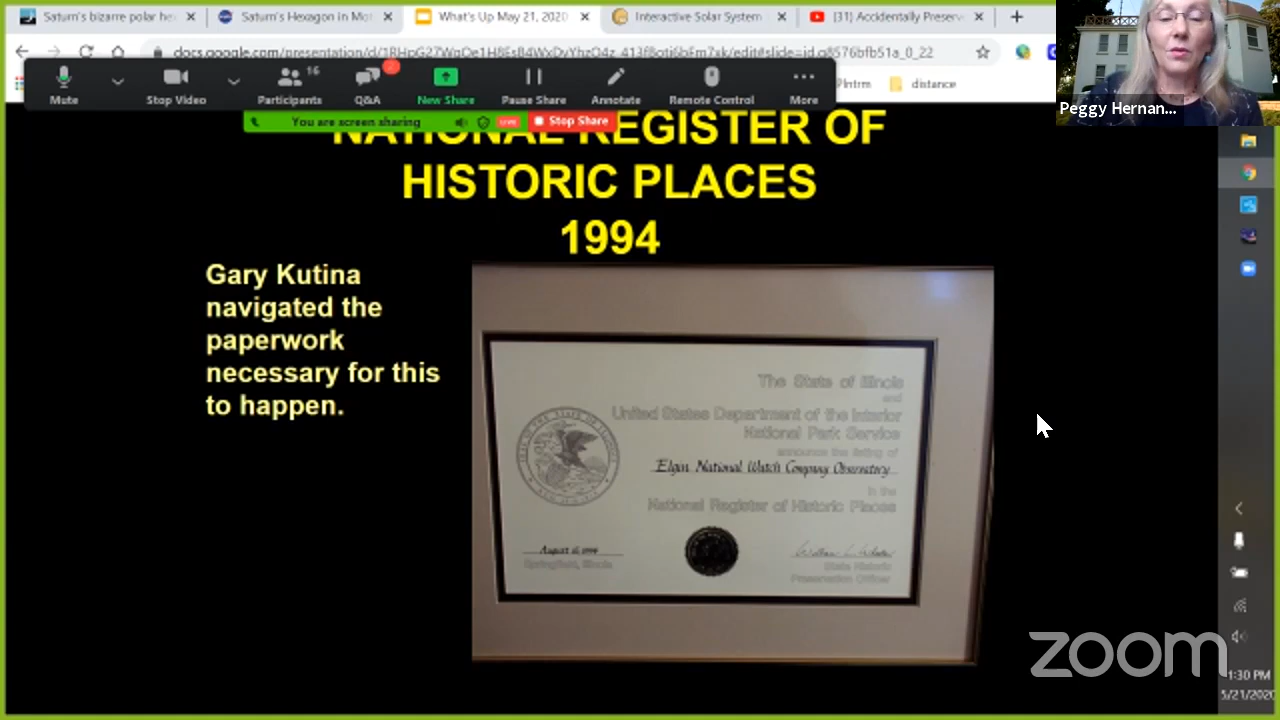 Saturn's bizarre polar he
Saturn's Hexagon in Mot
What's Up May 21, 2020
Interactive Solar System
(31) Accidentally Preserv
Mute
Stop Video
16
Participants
2
Q&A
New Share
Pause Share
Annotate
Remote Control
More
distance
You are screen sharing
LIVE
Stop Share
Peggy Hernan...
NATIONAL REGISTER OF
HISTORIC PLACES
1994
Gary Kutina
navigated the
paperwork
necessary for this
to happen.
The State of Illinois
and
United States Department of the Interior
National Park Service
announce the listing of
Elgin National Watch Company Observatory
in the
National Register of Historic Places
Springfield, Illinois
State Historic
Preservation Officer
zoom
1:30 PM
5/21/2020